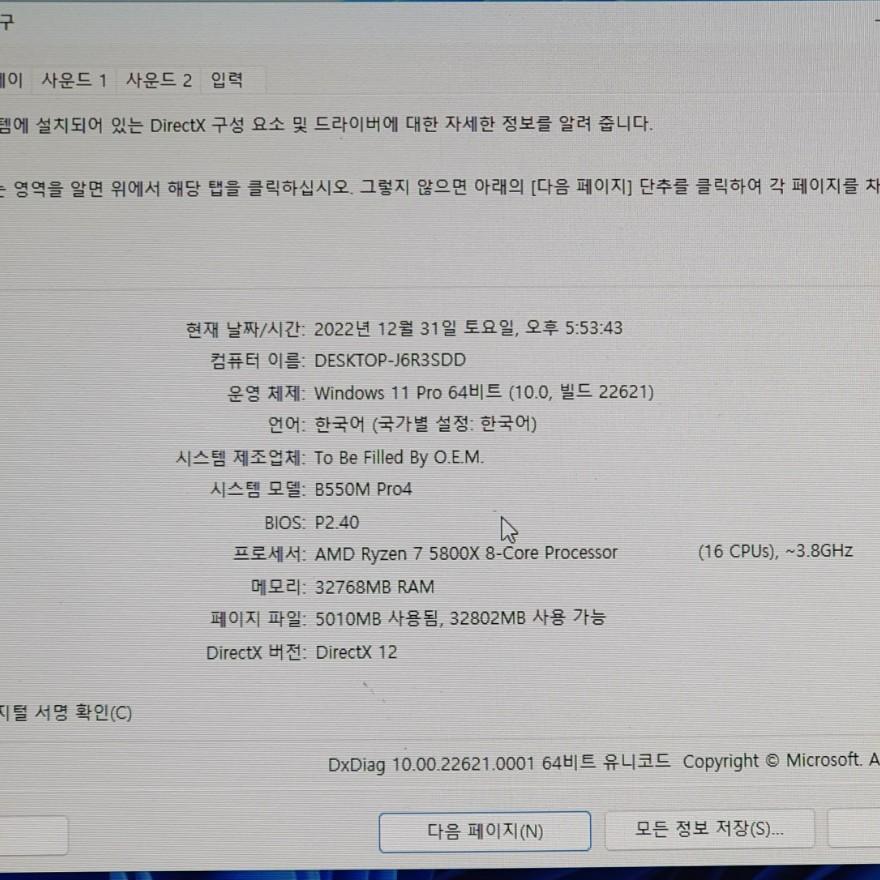 구
레이 사운드 1 사운드 2 입력
템에 설치되어 있는 DirectX 구성 요소 및 드라이버에 대한 자세한 정보를 알려 줍니다.
는 영역을 알면 위에서 해당 탭을 클릭하십시오. 그렇지 않으면 아래의 [다음 페이지] 단추를 클릭하여 각 페이지를 차
현재 날짜/시간: 2022년 12월 31일 토요일, 오후 5:53:43
컴퓨터 이름: DESKTOP-J6R3SDD
운영 체제: Windows 11 Pro 64비트 (10.0, 빌드 22621)
언어: 한국어 (국가별 설정: 한국어)
시스템 제조업체: To Be Filled By O.E.M.
시스템 모델: B550M Pro4
BIOS: P2.40
프로세서: AMD Ryzen 7 5800X 8-Core Processor (16 CPUs), ~3.8GHz
메모리: 32768MB RAM
페이지 파일: 5010MB 사용됨, 32802MB 사용 가능
DirectX 버전: DirectX 12
지털 서명 확인(C)
DxDiag 10.00.22621.0001 64비트 유니코드 Copyright © Microsoft. A
다음 페이지(N) 모든 정보 저장(S)...